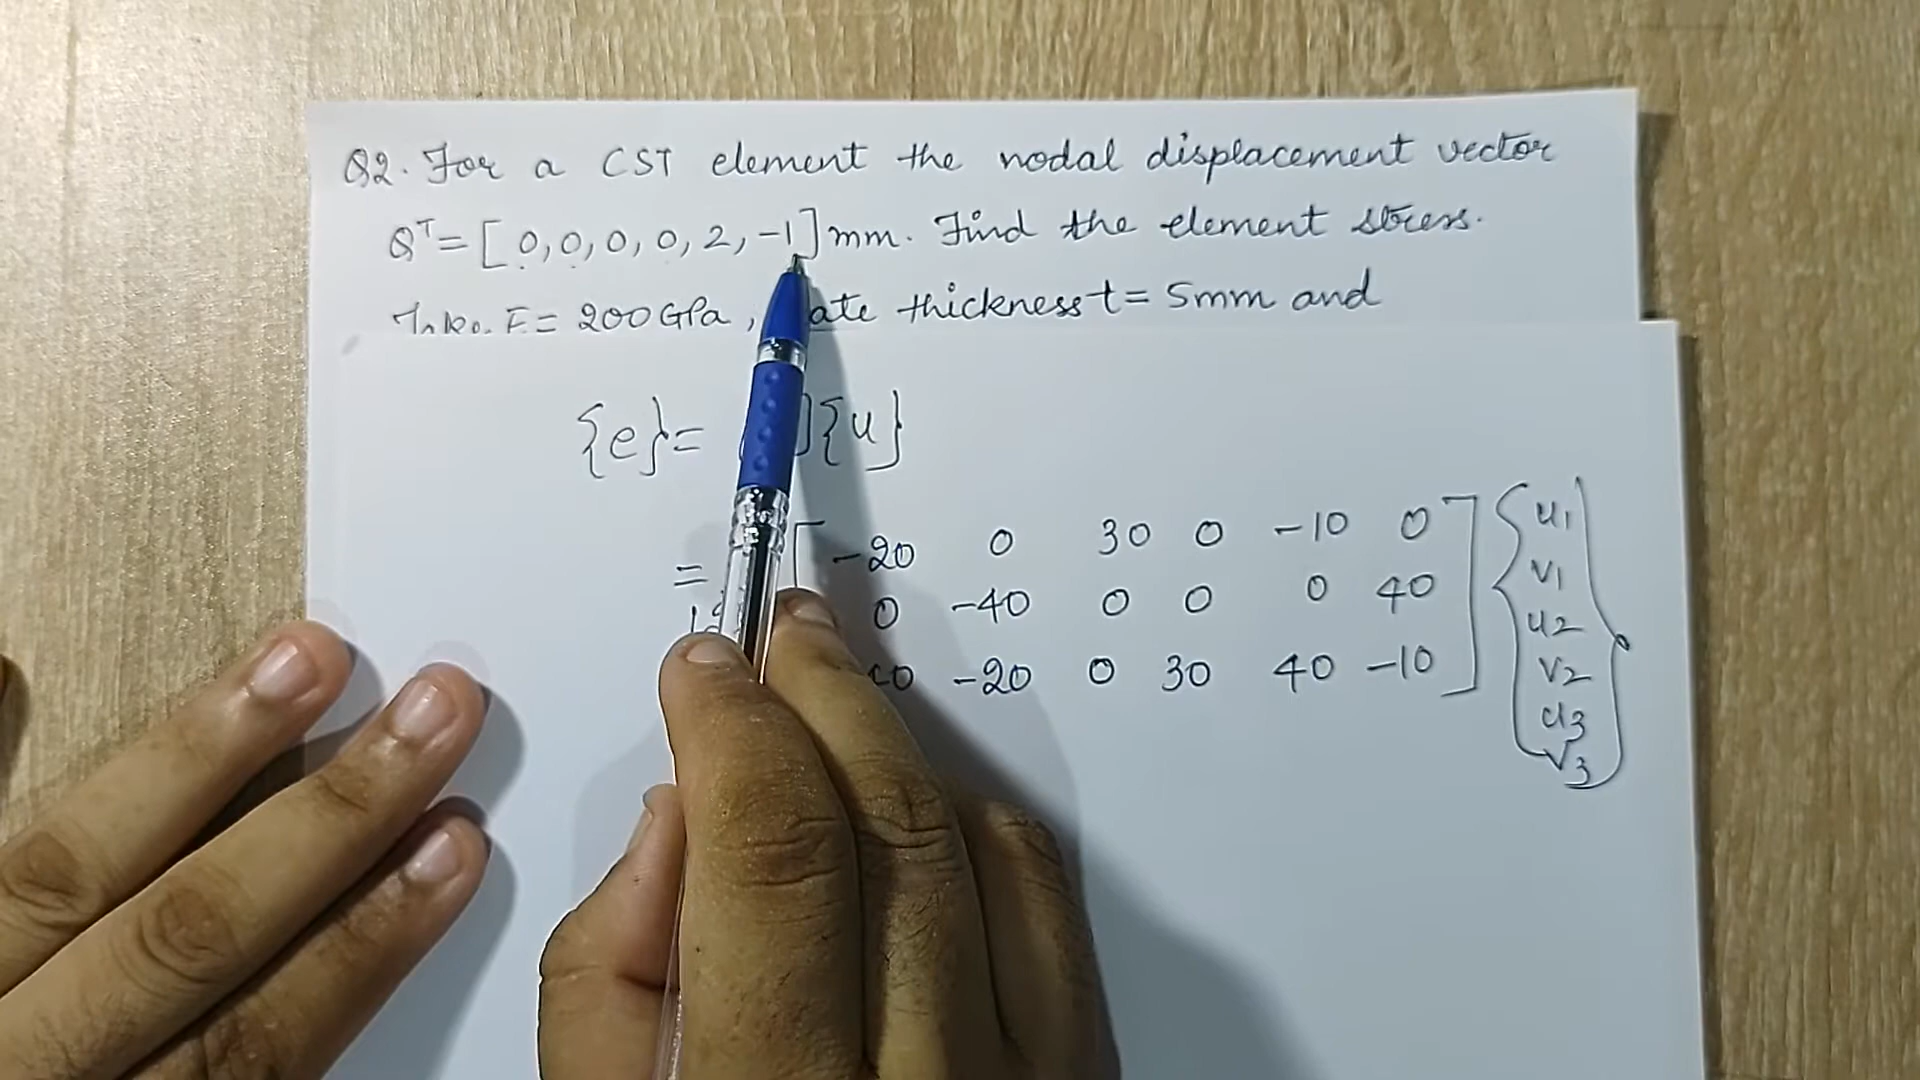 Q2. For a CST element the nodal displacement vector
Qᵀ = [0, 0, 0, 0, 2, -1] mm. Find the element stress.
E = 200 GPa, thickness t = 5mm and
{e} = ]{u}
= [ -20 0 30 0 -10 0 ] { u1
0 -40 0 0 0 40 v1
-20 0 30 40 -10 u2
v2
u3
v3 }